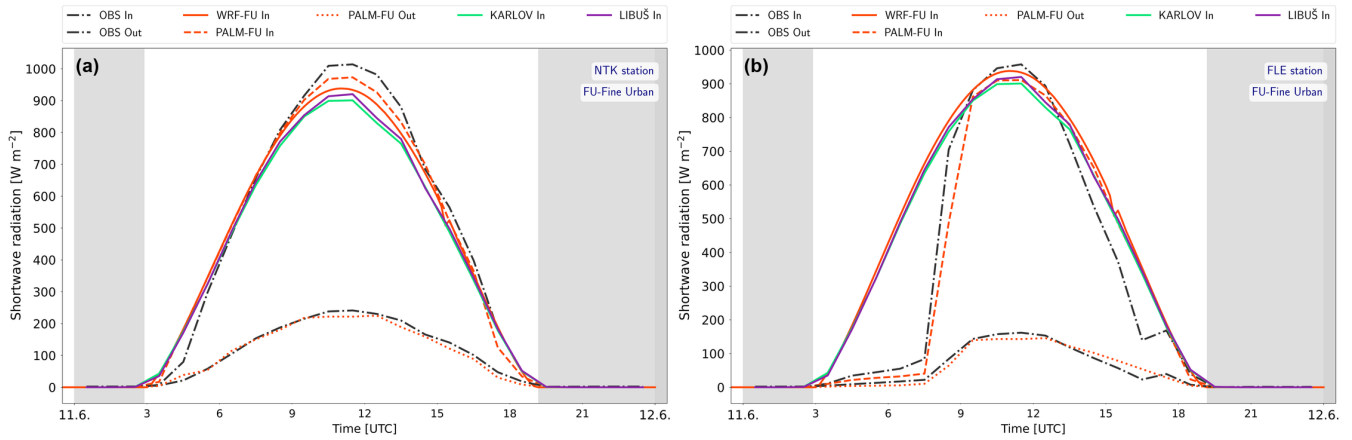 OBS In
WRF-FU In
PALM-FU Out
KARLOV In
LIBUŠ In
OBS Out
PALM-FU In
(a)
NTK station
FU-Fine Urban
Shortwave radiation [W m⁻²]
1000
900
800
700
600
500
400
300
200
100
0
11.6.
3
6
9
12
15
18
21
12.6.
Time [UTC]
OBS In
WRF-FU In
PALM-FU Out
KARLOV In
LIBUŠ In
OBS Out
PALM-FU In
(b)
FLE station
FU-Fine Urban
Shortwave radiation [W m⁻²]
1000
900
800
700
600
500
400
300
200
100
0
11.6.
3
6
9
12
15
18
21
12.6.
Time [UTC]